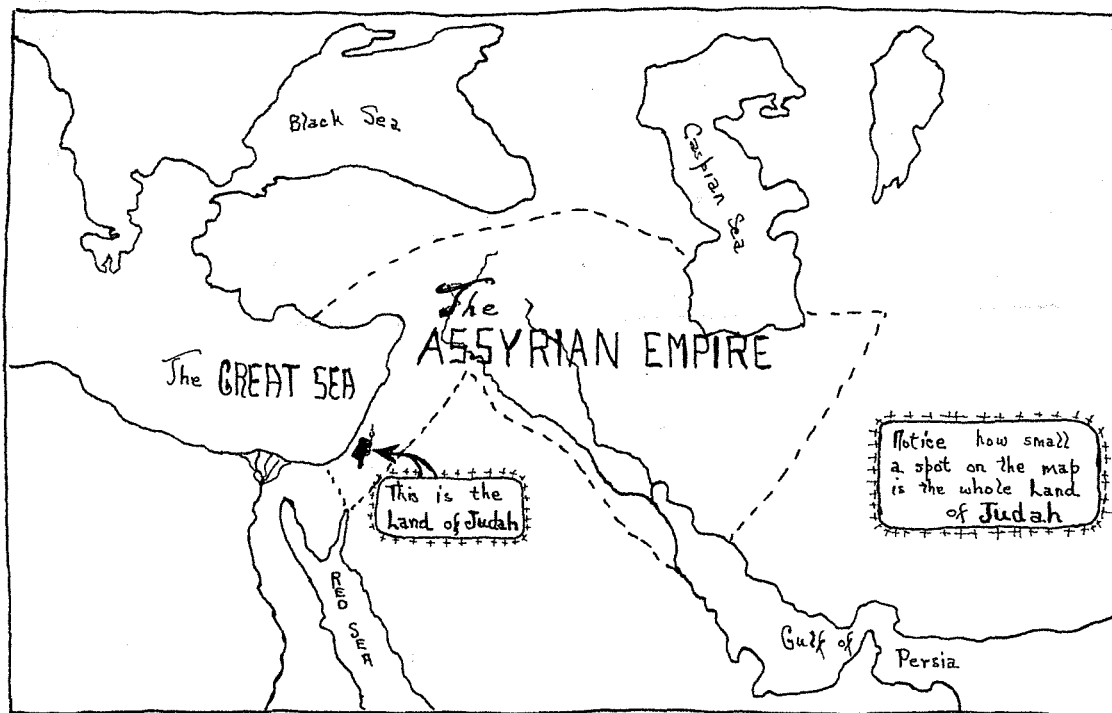 Black Sea
Caspian Sea
The
ASSYRIAN EMPIRE
The GREAT SEA
Notice how small
a spot on the map
is the whole Land
of Judah
This is the
Land of Judah
RED SEA
Gulf of
Persia